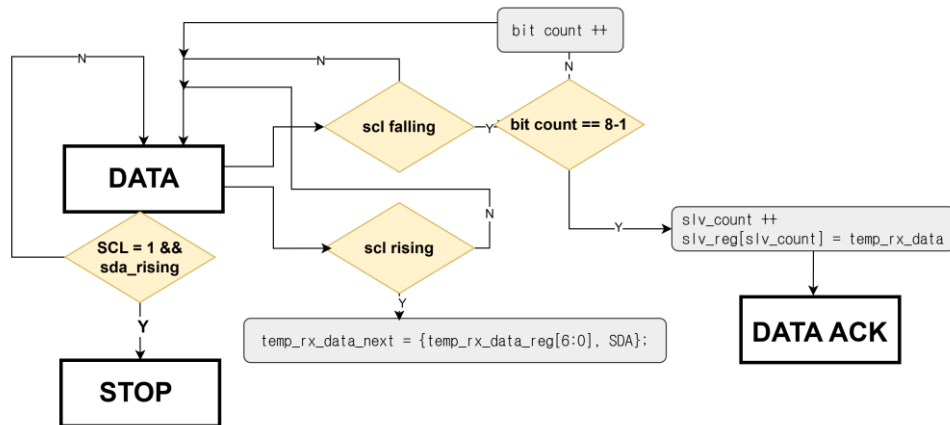 bit count ++
N
N
N
scl falling
Y
bit count == 8-1
DATA
N
Y
slv_count ++
slv_reg[slv_count] = temp_rx_data
SCL = 1 &&
sda_rising
scl rising
Y
Y
temp_rx_data_next = {temp_rx_data_reg[6:0], SDA};
DATA ACK
STOP